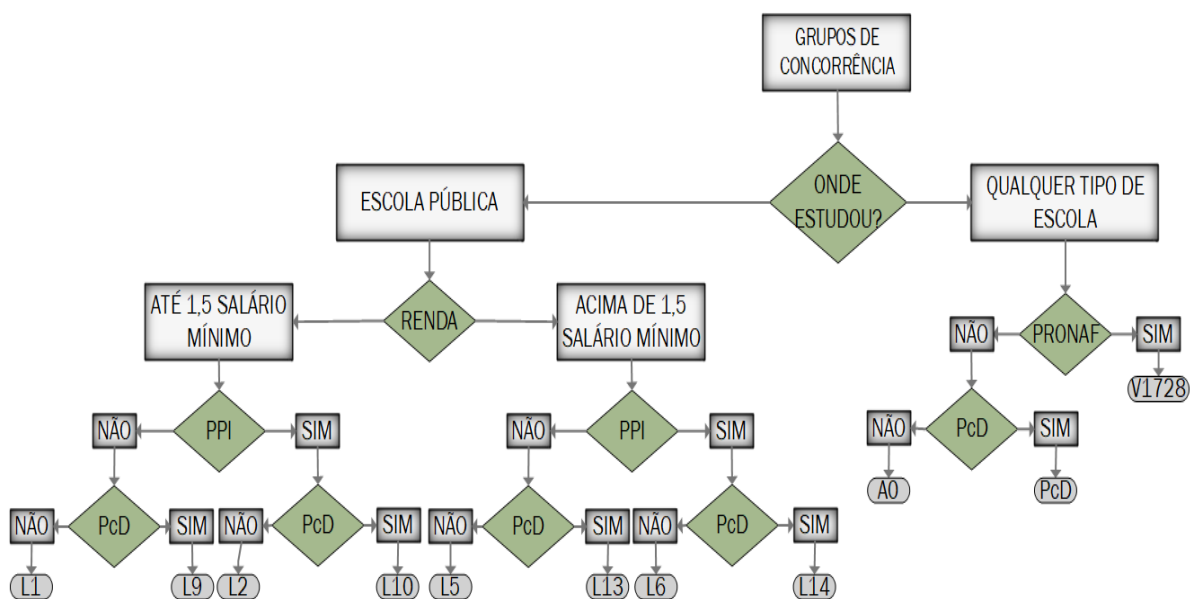 GRUPOS DE
CONCORRÊNCIA
ONDE
ESTUDOU?
ESCOLA PÚBLICA
QUALQUER TIPO DE
ESCOLA
ATÉ 1,5 SALÁRIO
MÍNIMO
RENDA
ACIMA DE 1,5
SALÁRIO MÍNIMO
NÃO
PRONAF
SIM
V1728
NÃO
PPI
SIM
NÃO
PPI
SIM
NÃO
PcD
SIM
A0
PcD
NÃO
PcD
SIM
NÃO
PcD
SIM
NÃO
PcD
SIM
NÃO
PcD
SIM
L1
L9
L2
L10
L5
L13
L6
L14